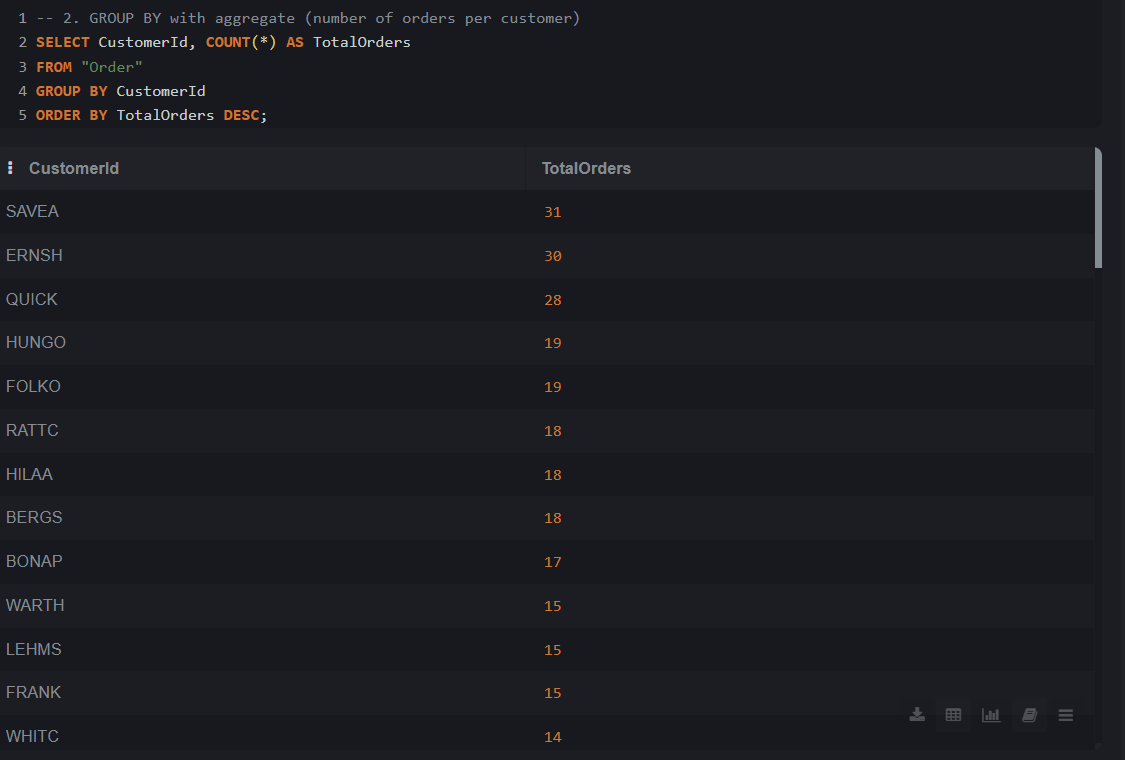 1 -- 2. GROUP BY with aggregate (number of orders per customer)
2 SELECT CustomerId, COUNT(*) AS TotalOrders
3 FROM "Order"
4 GROUP BY CustomerId
5 ORDER BY TotalOrders DESC;
CustomerId TotalOrders
SAVEA 31
ERNSH 30
QUICK 28
HUNGO 19
FOLKO 19
RATTC 18
HILAA 18
BERGS 18
BONAP 17
WARTH 15
LEHMS 15
FRANK 15
WHITC 14